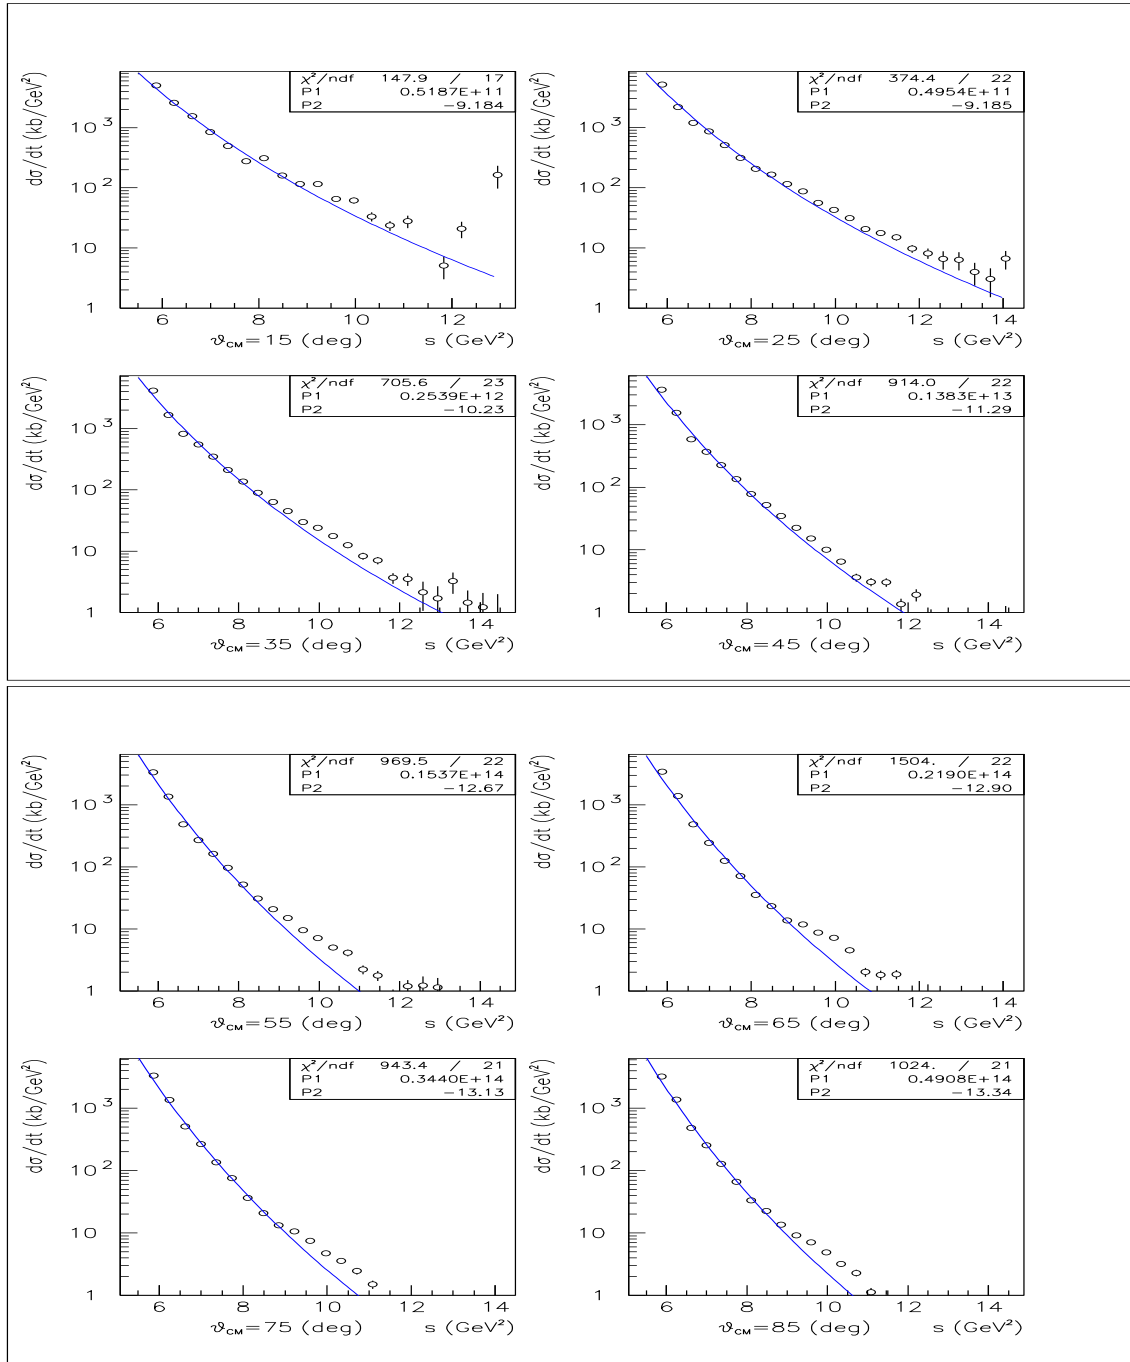 χ²/ndf 147.9 / 17
P1 0.5187E+11
P2 −9.184
dσ/dt (kb/GeV²)
10³
10²
10
1
6 8 10 12
ϑCM=15 (deg) s (GeV²)
χ²/ndf 374.4 / 22
P1 0.4954E+11
P2 −9.185
dσ/dt (kb/GeV²)
10³
10²
10
1
6 8 10 12 14
ϑCM=25 (deg) s (GeV²)
χ²/ndf 705.6 / 23
P1 0.2539E+12
P2 −10.23
dσ/dt (kb/GeV²)
10³
10²
10
1
6 8 10 12 14
ϑCM=35 (deg) s (GeV²)
χ²/ndf 914.0 / 22
P1 0.1383E+13
P2 −11.29
dσ/dt (kb/GeV²)
10³
10²
10
1
6 8 10 12 14
ϑCM=45 (deg) s (GeV²)
χ²/ndf 969.5 / 22
P1 0.1537E+14
P2 −12.67
dσ/dt (kb/GeV²)
10³
10²
10
1
6 8 10 12 14
ϑCM=55 (deg) s (GeV²)
χ²/ndf 1504. / 22
P1 0.2190E+14
P2 −12.90
dσ/dt (kb/GeV²)
10³
10²
10
1
6 8 10 12 14
ϑCM=65 (deg) s (GeV²)
χ²/ndf 943.4 / 21
P1 0.3440E+14
P2 −13.13
dσ/dt (kb/GeV²)
10³
10²
10
1
6 8 10 12 14
ϑCM=75 (deg) s (GeV²)
χ²/ndf 1024. / 21
P1 0.4908E+14
P2 −13.34
dσ/dt (kb/GeV²)
10³
10²
10
1
6 8 10 12 14
ϑCM=85 (deg) s (GeV²)